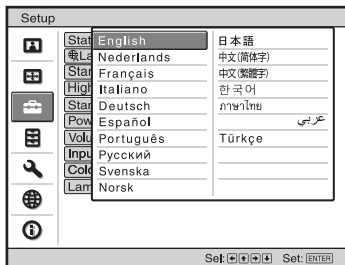 Setup
Stat
La
Star
High
Star
Pow
Volu
Inpu
Colo
Lam
English
Nederlands
Français
Italiano
Deutsch
Español
Português
Русский
Svenska
Norsk
日本語
中文(简体字)
中文(繁體字)
한국어
ภาษาไทย
عربي
Türkçe
Sel: Set: ENTER